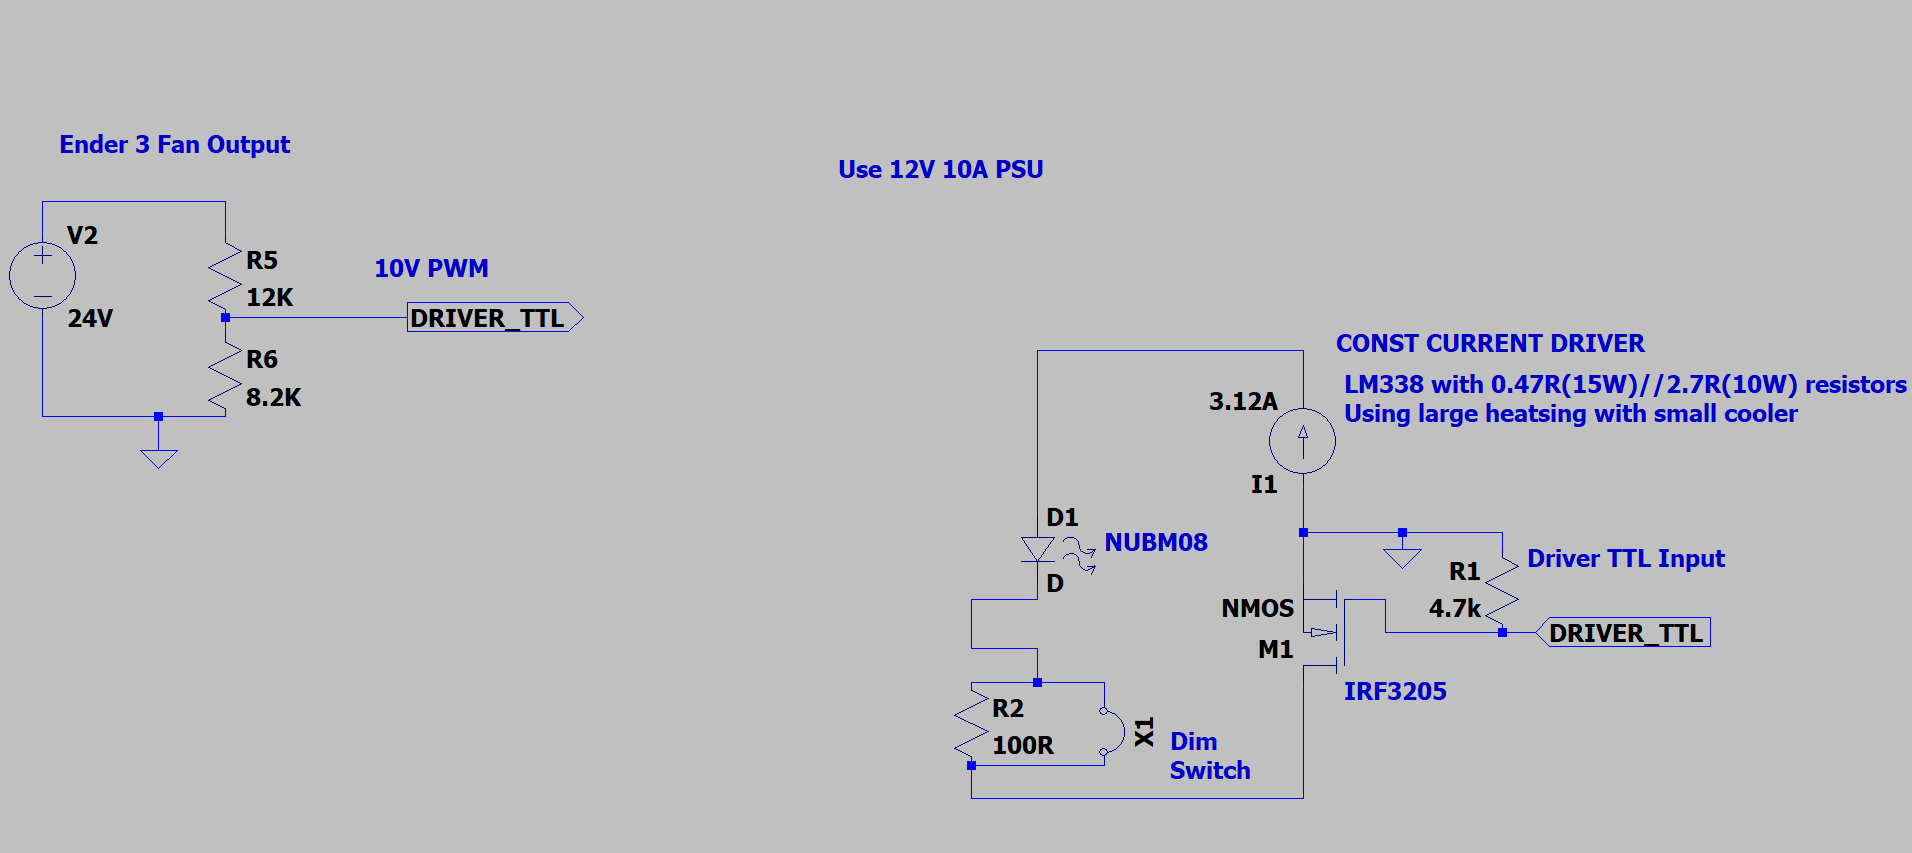 Ender 3 Fan Output
Use 12V 10A PSU
V2
24V
R5
12K
10V PWM
DRIVER_TTL
R6
8.2K
CONST CURRENT DRIVER
LM338 with 0.47R(15W)//2.7R(10W) resistors
Using large heatsing with small cooler
3.12A
I1
D1
NUBM08
D
Driver TTL Input
R1
4.7k
NMOS
DRIVER_TTL
M1
IRF3205
R2
100R
X1
Dim
Switch